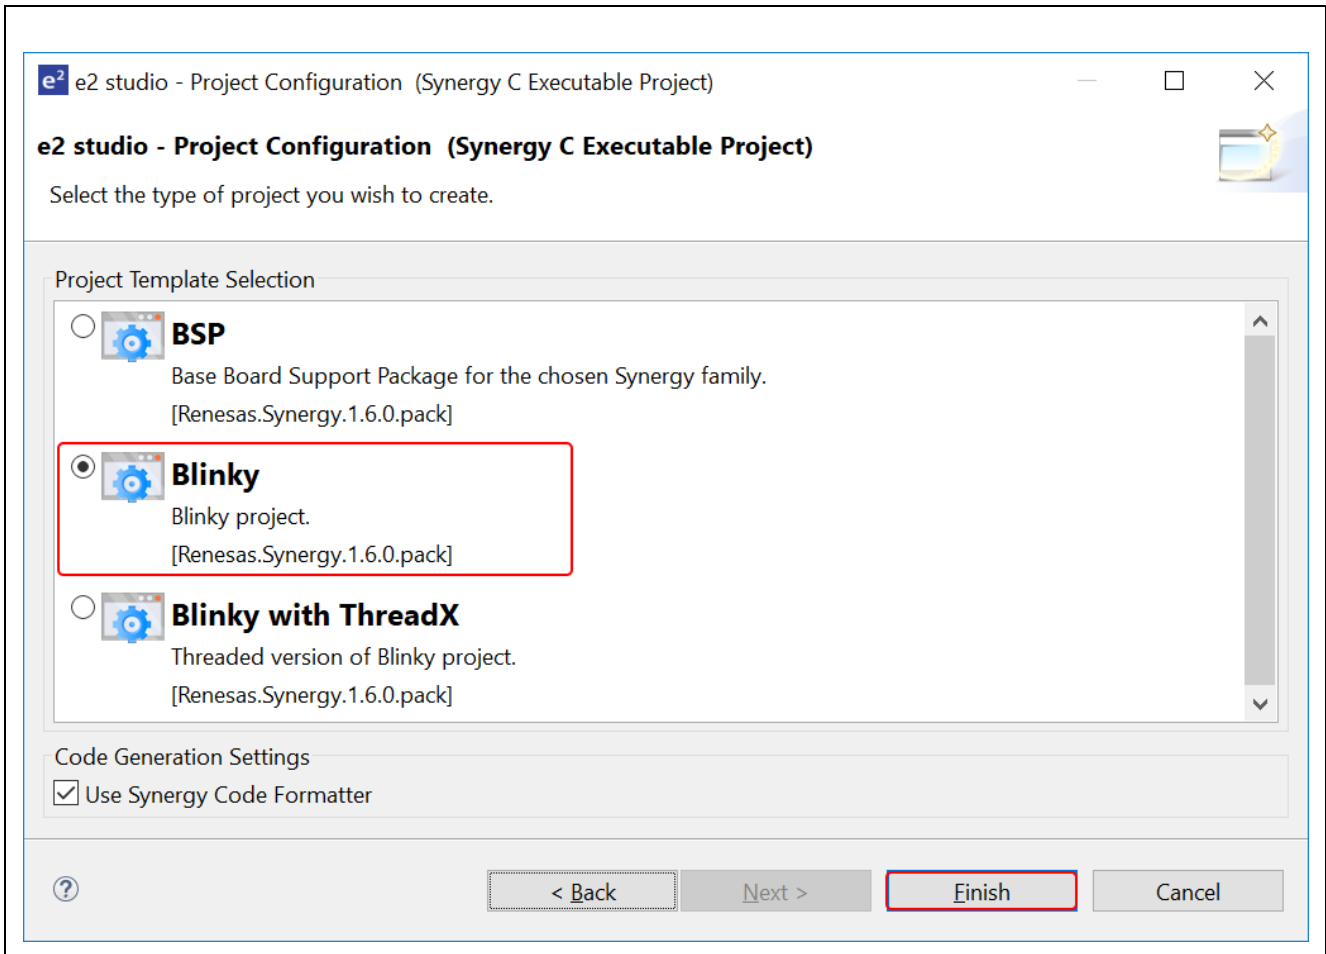 e² e2 studio - Project Configuration  (Synergy C Executable Project)
e2 studio - Project Configuration  (Synergy C Executable Project)
Select the type of project you wish to create.
Project Template Selection
BSP
Base Board Support Package for the chosen Synergy family.
[Renesas.Synergy.1.6.0.pack]
Blinky
Blinky project.
[Renesas.Synergy.1.6.0.pack]
Blinky with ThreadX
Threaded version of Blinky project.
[Renesas.Synergy.1.6.0.pack]
Code Generation Settings
Use Synergy Code Formatter
? < Back Next > Finish Cancel